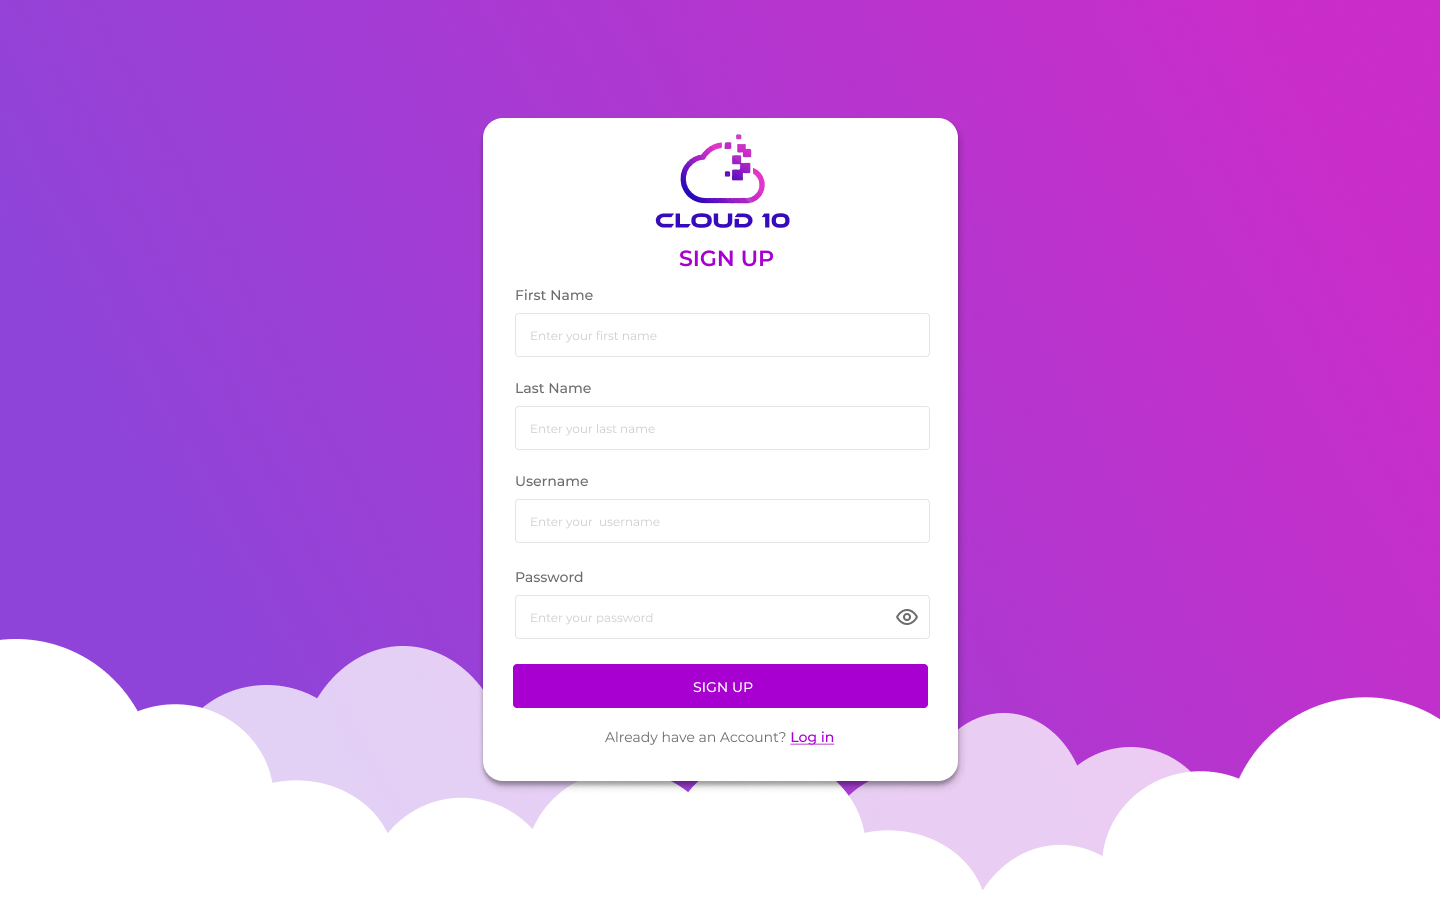 CLOUD 10
SIGN UP
First Name
Enter your first name
Last Name
Enter your last name
Username
Enter your  username
Password
Enter your password
SIGN UP
Already have an Account? Log in